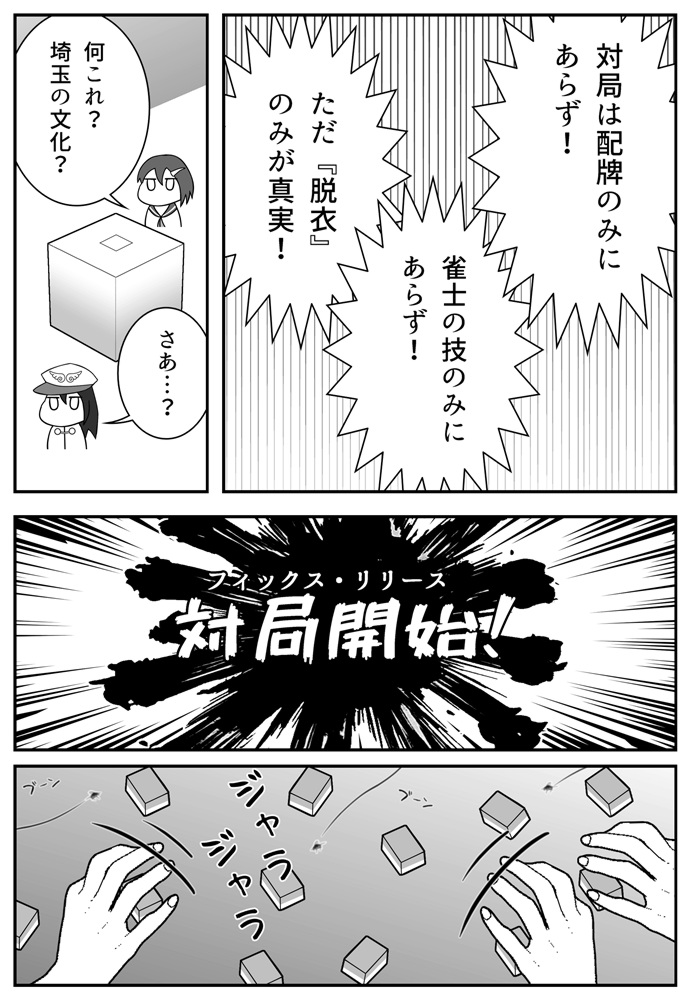 対局は配牌のみに
あらず！
雀士の技のみに
あらず！
ただ『脱衣』
のみが真実！
何これ？
埼玉の文化？
さあ…？
フィックス・リリース
対局開始！
ブーン
ジャラ
ジャラ
ブーン